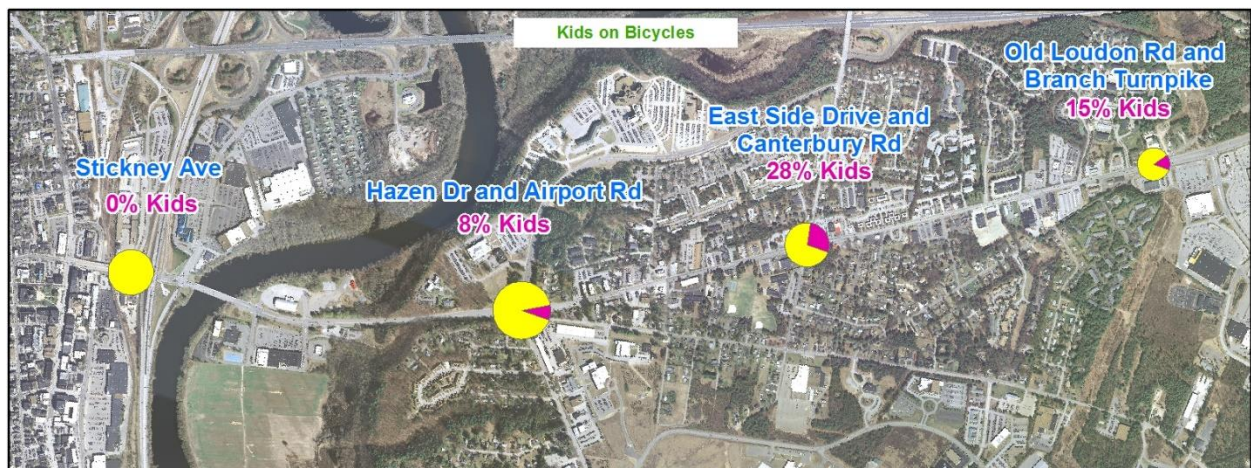 Kids on Bicycles
Old Loudon Rd and
Branch Turnpike
15% Kids
East Side Drive and
Canterbury Rd
28% Kids
Stickney Ave
0% Kids
Hazen Dr and Airport Rd
8% Kids